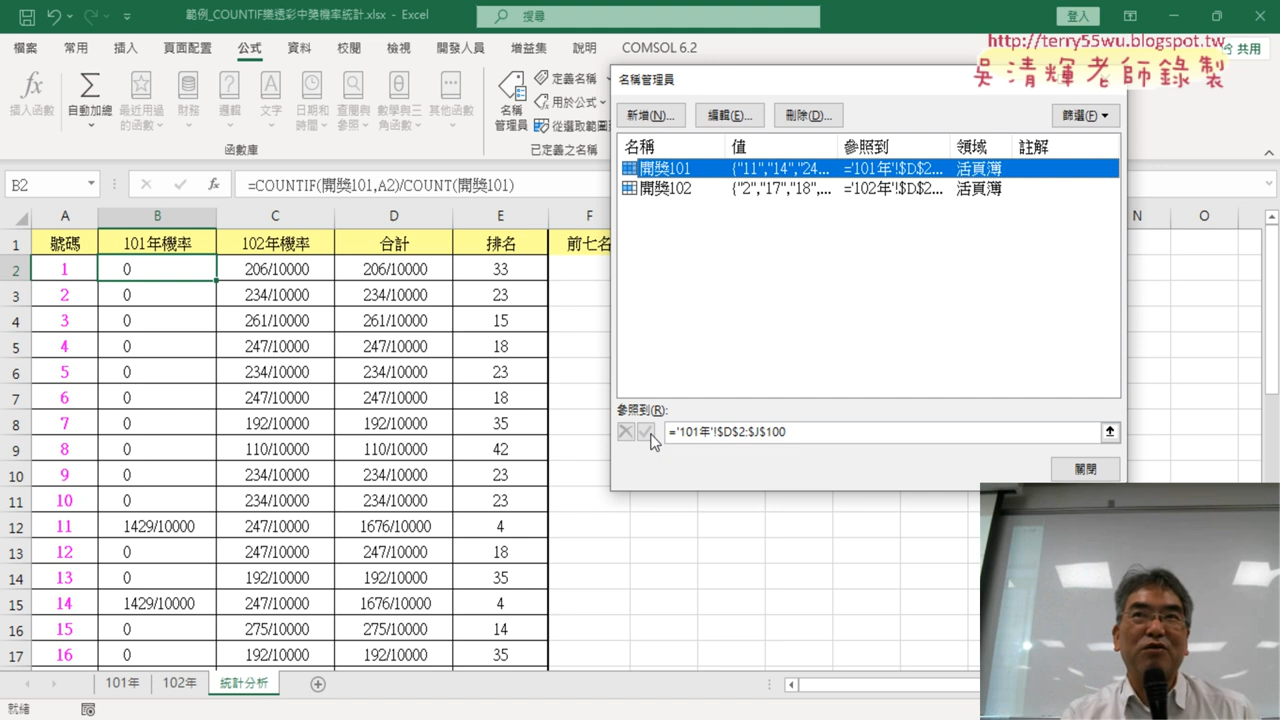 範例_COUNTIF樂透彩中獎機率統計.xlsx - Excel
搜尋
登入
檔案 常用 插入 頁面配置 公式 資料 校閱 檢視 開發人員 增益集 說明 COMSOL 6.2
共用
http://terry55wu.blogspot.tw
吳清輝老師錄製
fx
插入函數
自動加總
最近用過的函數
財務
邏輯
文字
日期和時間
查閱與參照
數學與三角函數
其他函數
函數庫
名稱管理員
定義名稱
用於公式
從選取範圍
已定義之名稱
B2
fx
=COUNTIF(開獎101,A2)/COUNT(開獎101)
A B C D E F N O
1 號碼 101年機率 102年機率 合計 排名 前七名
2 1 0 206/10000 206/10000 33
3 2 0 234/10000 234/10000 23
4 3 0 261/10000 261/10000 15
5 4 0 247/10000 247/10000 18
6 5 0 234/10000 234/10000 23
7 6 0 247/10000 247/10000 18
8 7 0 192/10000 192/10000 35
9 8 0 110/10000 110/10000 42
10 9 0 234/10000 234/10000 23
11 10 0 234/10000 234/10000 23
12 11 1429/10000 247/10000 1676/10000 4
13 12 0 247/10000 247/10000 18
14 13 0 192/10000 192/10000 35
15 14 1429/10000 247/10000 1676/10000 4
16 15 0 275/10000 275/10000 14
17 16 0 192/10000 192/10000 35
101年 102年 統計分析
就緒
名稱管理員
新增(N)... 編輯(E)... 刪除(D)... 篩選(F)
名稱 值 參照到 領域 註解
開獎101 {"11","14","24... ='101年'!$D$2... 活頁簿
開獎102 {"2","17","18",... ='102年'!$D$2... 活頁簿
參照到(R):
='101年'!$D$2:$J$100
關閉